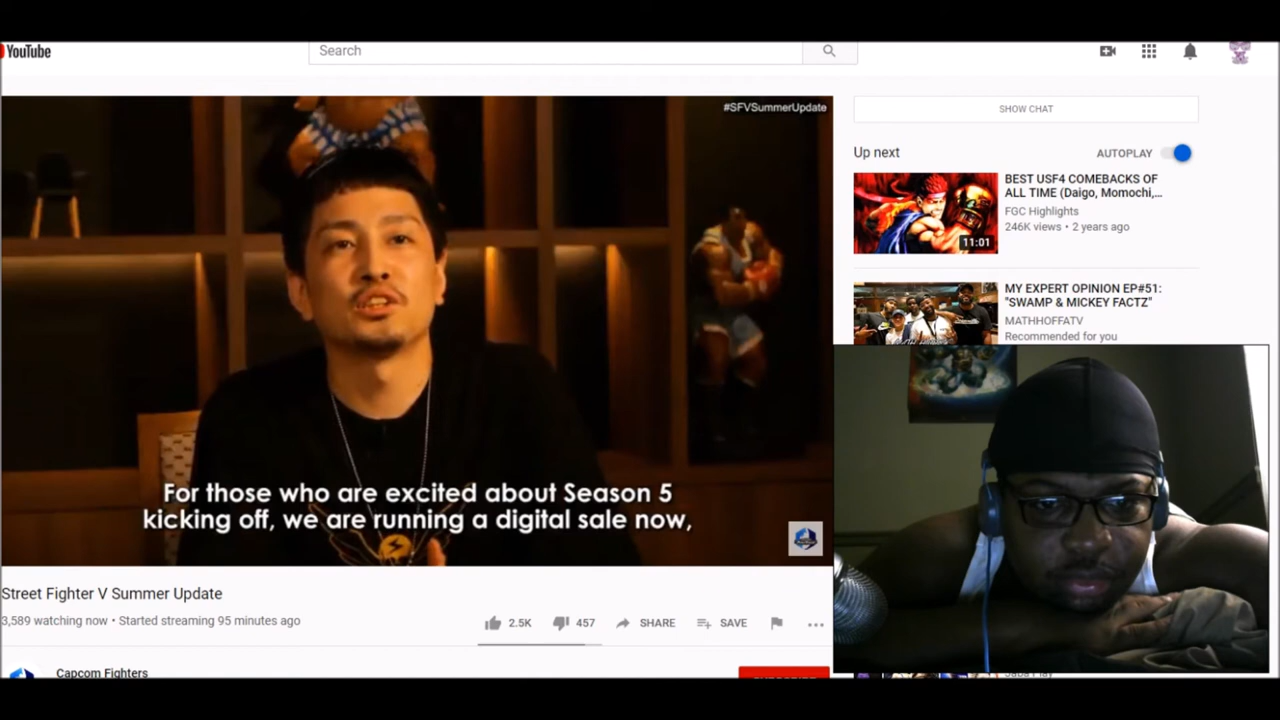 YouTube
Search
#SFVSummerUpdate
For those who are excited about Season 5
kicking off, we are running a digital sale now,
Street Fighter V Summer Update
3,589 watching now • Started streaming 95 minutes ago
2.5K
457
SHARE
SAVE
Capcom Fighters
SHOW CHAT
Up next
AUTOPLAY
BEST USF4 COMEBACKS OF
ALL TIME (Daigo, Momochi,...
FGC Highlights
246K views • 2 years ago
11:01
MY EXPERT OPINION EP#51:
"SWAMP & MICKEY FACTZ"
MATHHOFFATV
Recommended for you